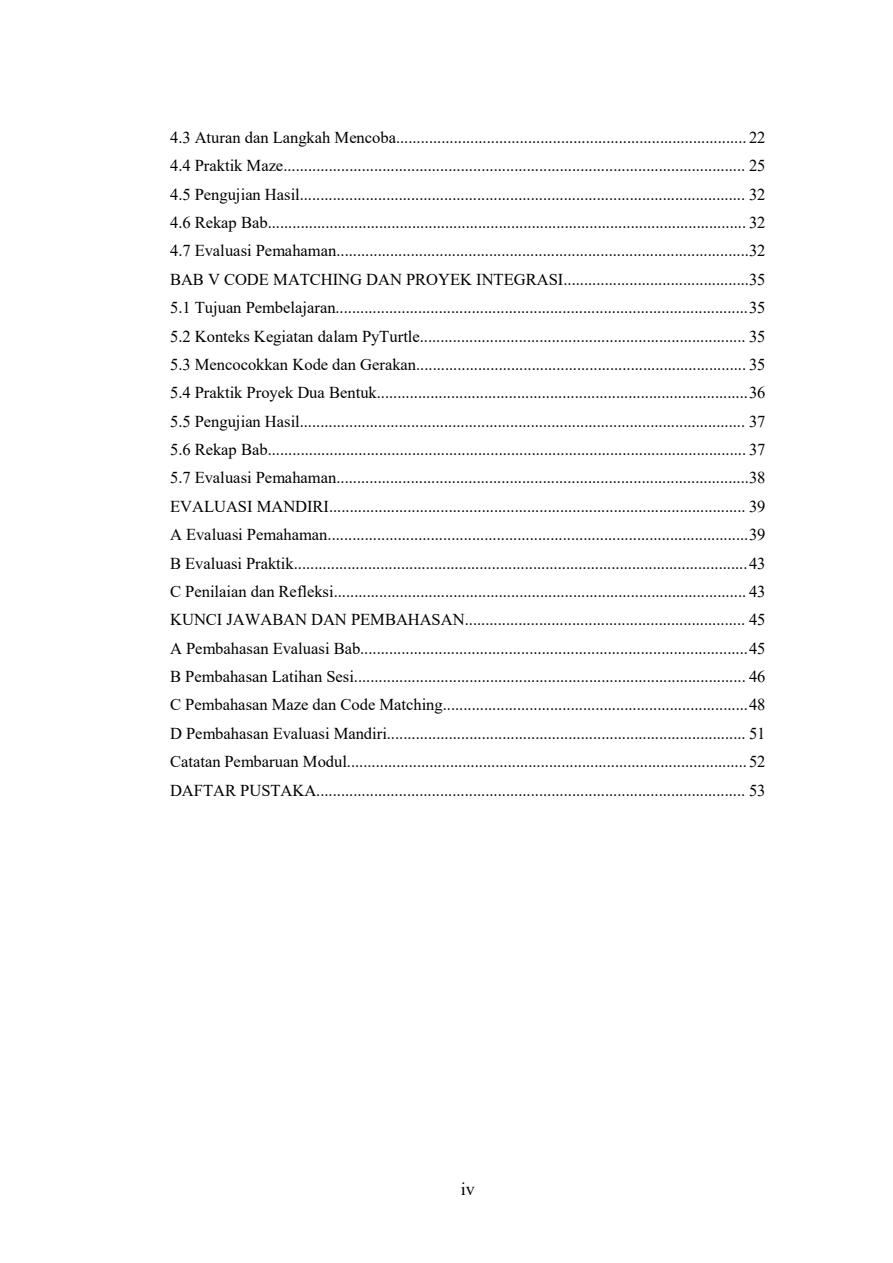 4.3 Aturan dan Langkah Mencoba........................................................................................ 22
4.4 Praktik Maze................................................................................................................ 25
4.5 Pengujian Hasil............................................................................................................ 32
4.6 Rekap Bab.................................................................................................................... 32
4.7 Evaluasi Pemahaman....................................................................................................32
BAB V CODE MATCHING DAN PROYEK INTEGRASI.............................................35
5.1 Tujuan Pembelajaran....................................................................................................35
5.2 Konteks Kegiatan dalam PyTurtle............................................................................... 35
5.3 Mencocokkan Kode dan Gerakan................................................................................ 35
5.4 Praktik Proyek Dua Bentuk..........................................................................................36
5.5 Pengujian Hasil............................................................................................................ 37
5.6 Rekap Bab.................................................................................................................... 37
5.7 Evaluasi Pemahaman....................................................................................................38
EVALUASI MANDIRI..................................................................................................... 39
A Evaluasi Pemahaman......................................................................................................39
B Evaluasi Praktik..............................................................................................................43
C Penilaian dan Refleksi.................................................................................................... 43
KUNCI JAWABAN DAN PEMBAHASAN.................................................................... 45
A Pembahasan Evaluasi Bab..............................................................................................45
B Pembahasan Latihan Sesi............................................................................................... 46
C Pembahasan Maze dan Code Matching..........................................................................48
D Pembahasan Evaluasi Mandiri....................................................................................... 51
Catatan Pembaruan Modul................................................................................................. 52
DAFTAR PUSTAKA........................................................................................................ 53
iv